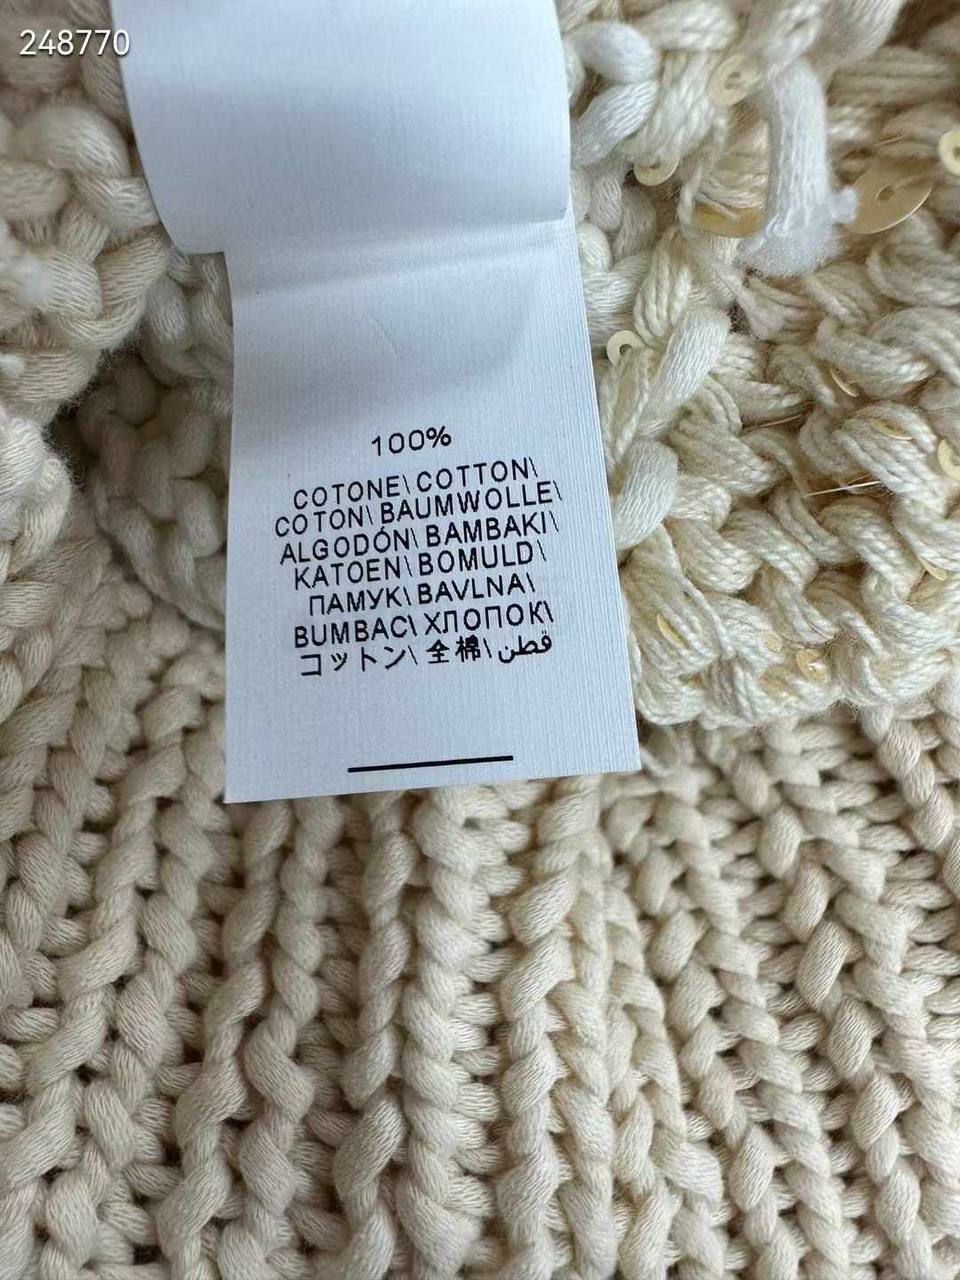 248770
100%
COTONE\ COTTON\
COTON\ BAUMWOLLE\
ALGODÓN\ BAMBAKI\
KATOEN\ BOMULD\
ПАМУК\ BAVLNA\
BUMBAC\ ХЛОПОК\
コットン\ 全棉\ قطن